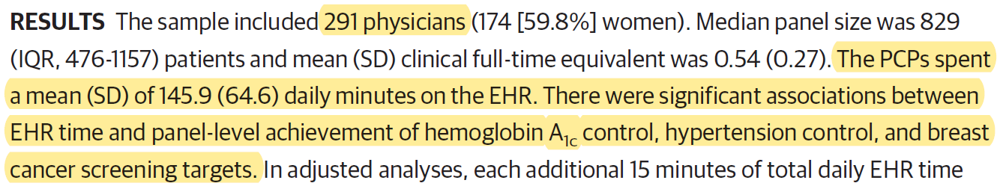 RESULTS The sample included 291 physicians (174 [59.8%] women). Median panel size was 829
(IQR, 476-1157) patients and mean (SD) clinical full-time equivalent was 0.54 (0.27). The PCPs spent
a mean (SD) of 145.9 (64.6) daily minutes on the EHR. There were significant associations between
EHR time and panel-level achievement of hemoglobin A1c control, hypertension control, and breast
cancer screening targets. In adjusted analyses, each additional 15 minutes of total daily EHR time